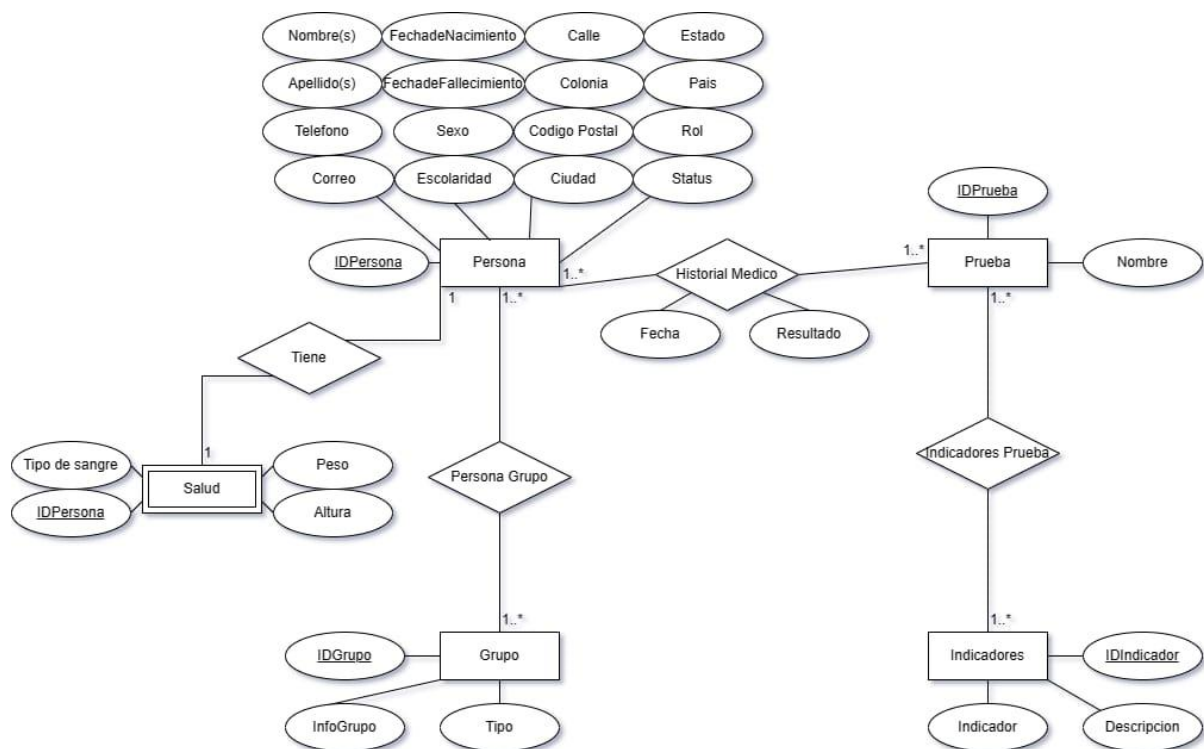 Nombre(s)
FechadeNacimiento
Calle
Estado
Apellido(s)
FechadeFallecimiento
Colonia
Pais
Telefono
Sexo
Codigo Postal
Rol
Correo
Escolaridad
Ciudad
Status
IDPrueba
IDPersona
Persona
1..*
Historial Medico
1..*
Prueba
Nombre
1
1..*
1..*
Fecha
Resultado
Tiene
1
Tipo de sangre
Peso
Salud
IDPersona
Altura
Persona Grupo
Indicadores Prueba
1..*
1..*
IDGrupo
Grupo
Indicadores
IDIndicador
InfoGrupo
Tipo
Indicador
Descripcion